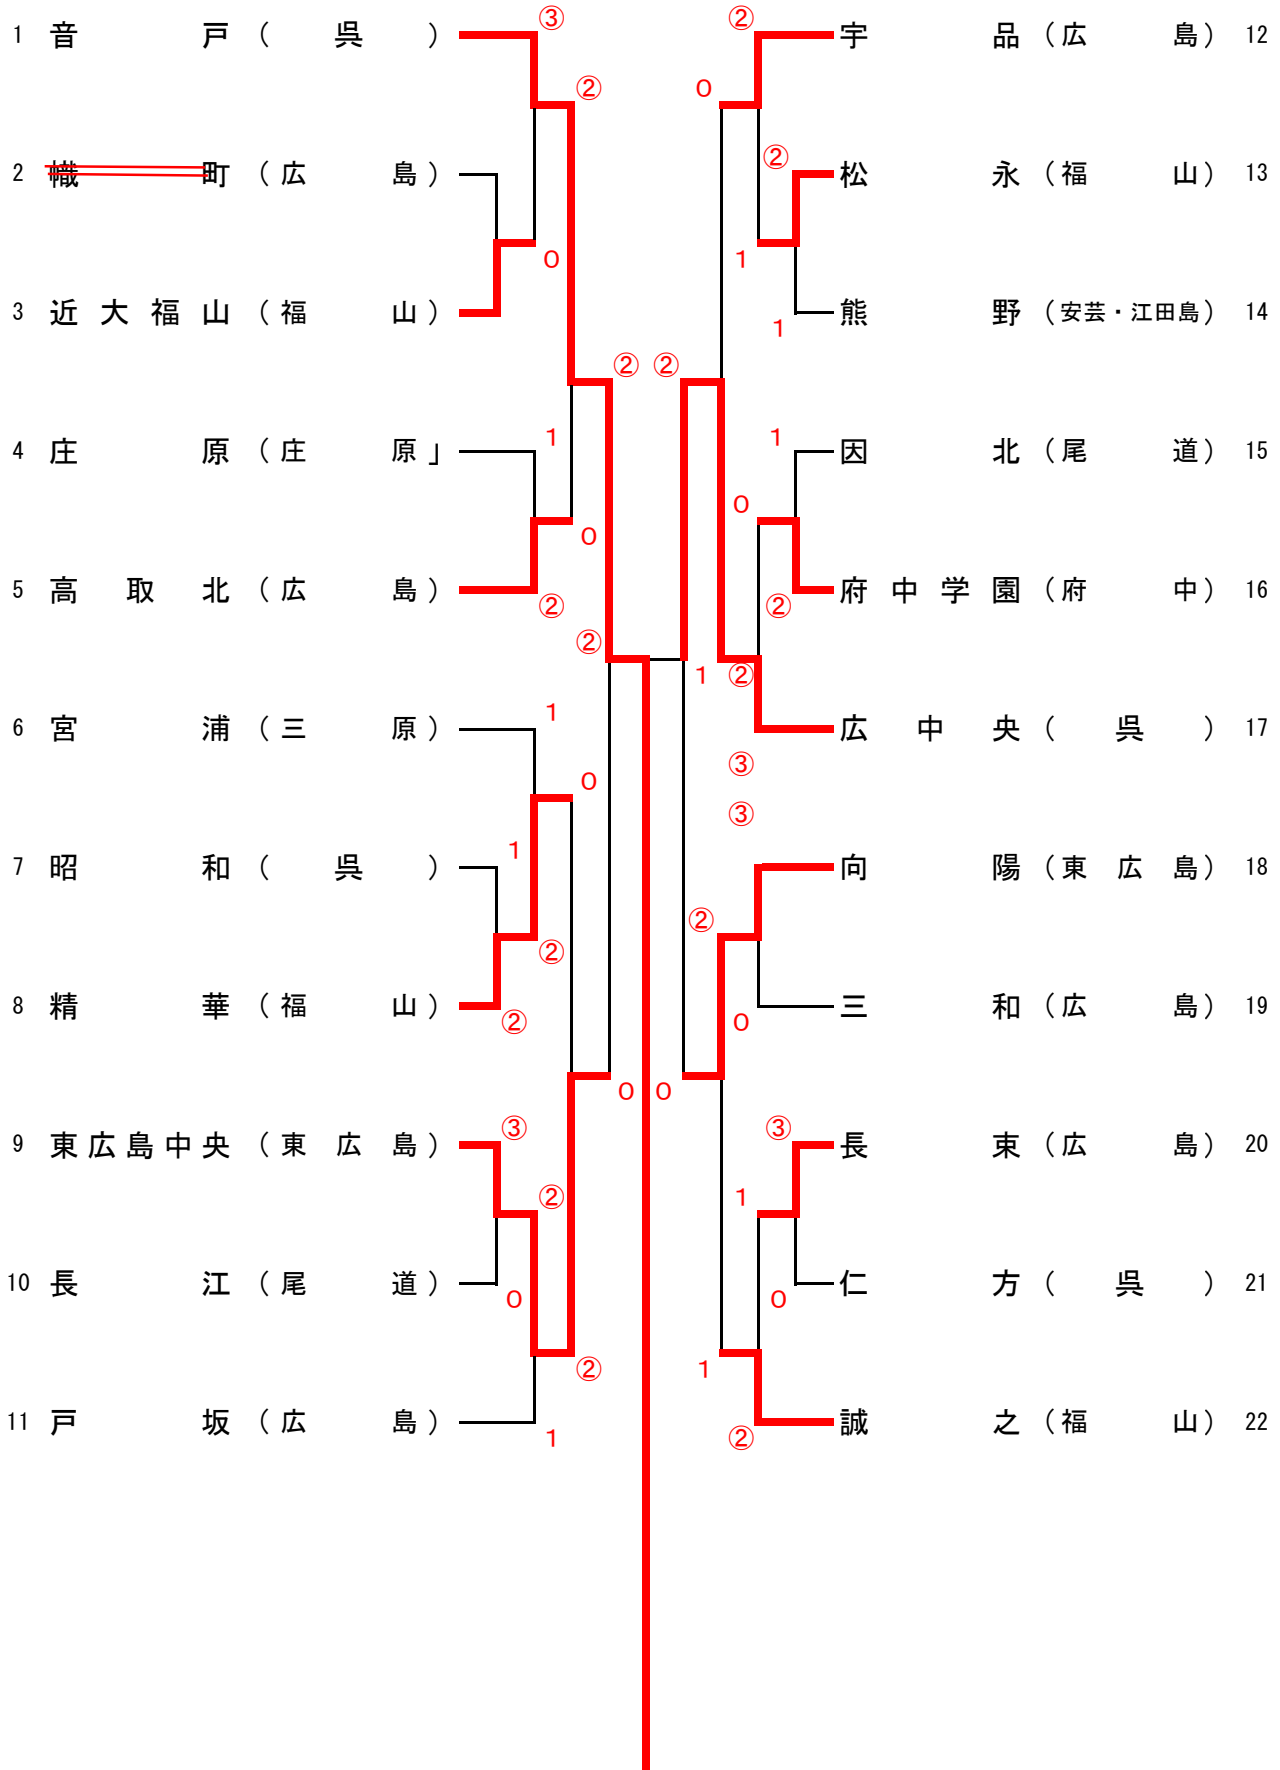 ③ ②
1 音戸（呉） 宇品（広島） 12
② 0
2 幟町（広島） ② 松永（福山） 13
0 1
3 近大福山（福山） 1 熊野（安芸・江田島） 14
② ②
4 庄原（庄原」 1 1 因北（尾道） 15
0 0
5 高取北（広島） ② ② 府中学園（府中） 16
② 1 ②
6 宮浦（三原） 1 広中央（呉） 17
0 ③
③
7 昭和（呉） 1 向陽（東広島） 18
② ②
8 精華（福山） ② 0 三和（広島） 19
0 0
9 東広島中央（東広島） ③ ③ 長束（広島） 20
② 1
10 長江（尾道） 0 0 仁方（呉） 21
② 1
11 戸坂（広島） 1 ② 誠之（福山） 22